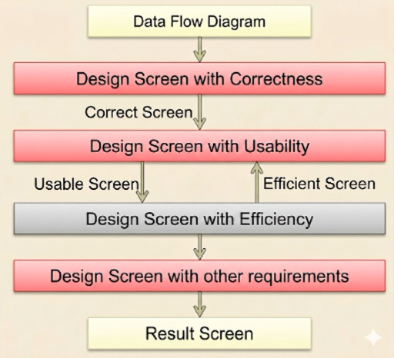 Data Flow Diagram
Design Screen with Correctness
Correct Screen
Design Screen with Usability
Usable Screen
Efficient Screen
Design Screen with Efficiency
Design Screen with other requirements
Result Screen